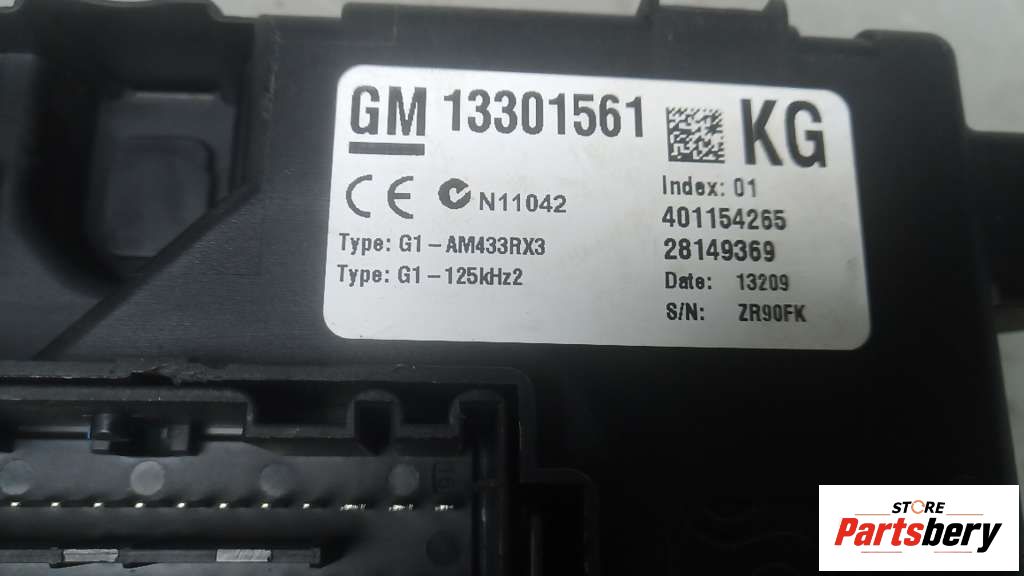 GM 13301561 KG
Index: 01
CE N11042
401154265
Type: G1-AM433RX3
28149369
Type: G1-125kHz2
Date: 13209
S/N: ZR90FK
STORE
Partsbery